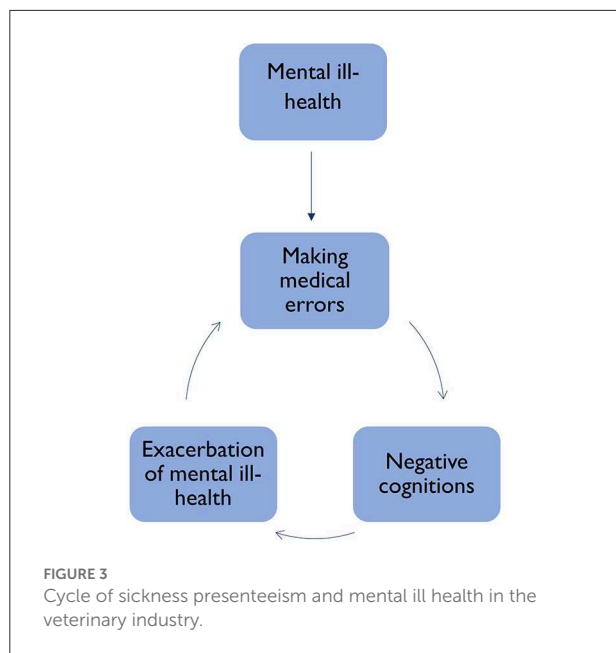 Mental ill-
health
Making
medical
errors
Exacerbation
of mental ill-
health
Negative
cognitions
FIGURE 3
Cycle of sickness presenteeism and mental ill health in the
veterinary industry.